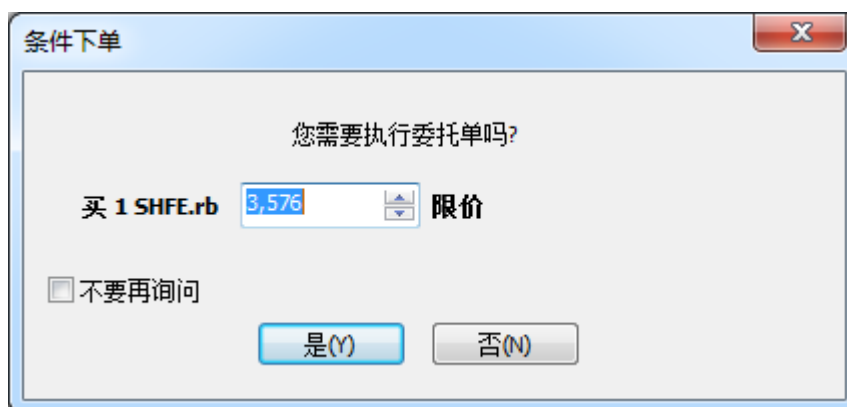 条件下单
您需要执行委托单吗?
买 1 SHFE.rb 3,576 限价
不要再询问
是(Y) 否(N)